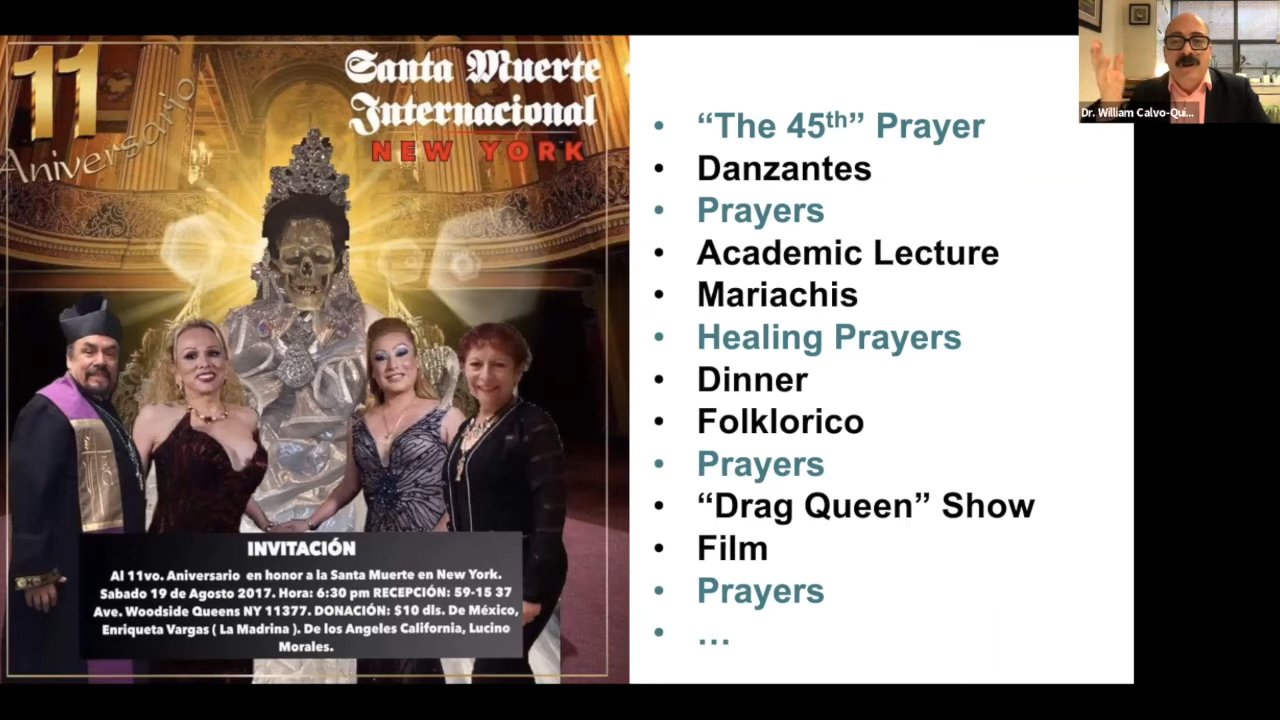 11
Aniversario
Santa Muerte
Internacional
NEW YORK
INVITACIÓN
Al 11vo. Aniversario en honor a la Santa Muerte en New York.
Sabado 19 de Agosto 2017. Hora: 6:30 pm RECEPCIÓN: 59-15 37
Ave. Woodside Queens NY 11377. DONACIÓN: $10 dls. De México,
Enriqueta Vargas ( La Madrina ). De los Angeles California, Lucino
Morales.
• “The 45th” Prayer
• Danzantes
• Prayers
• Academic Lecture
• Mariachis
• Healing Prayers
• Dinner
• Folklorico
• Prayers
• “Drag Queen” Show
• Film
• Prayers
• ...
Dr. William Calvo-Qui...